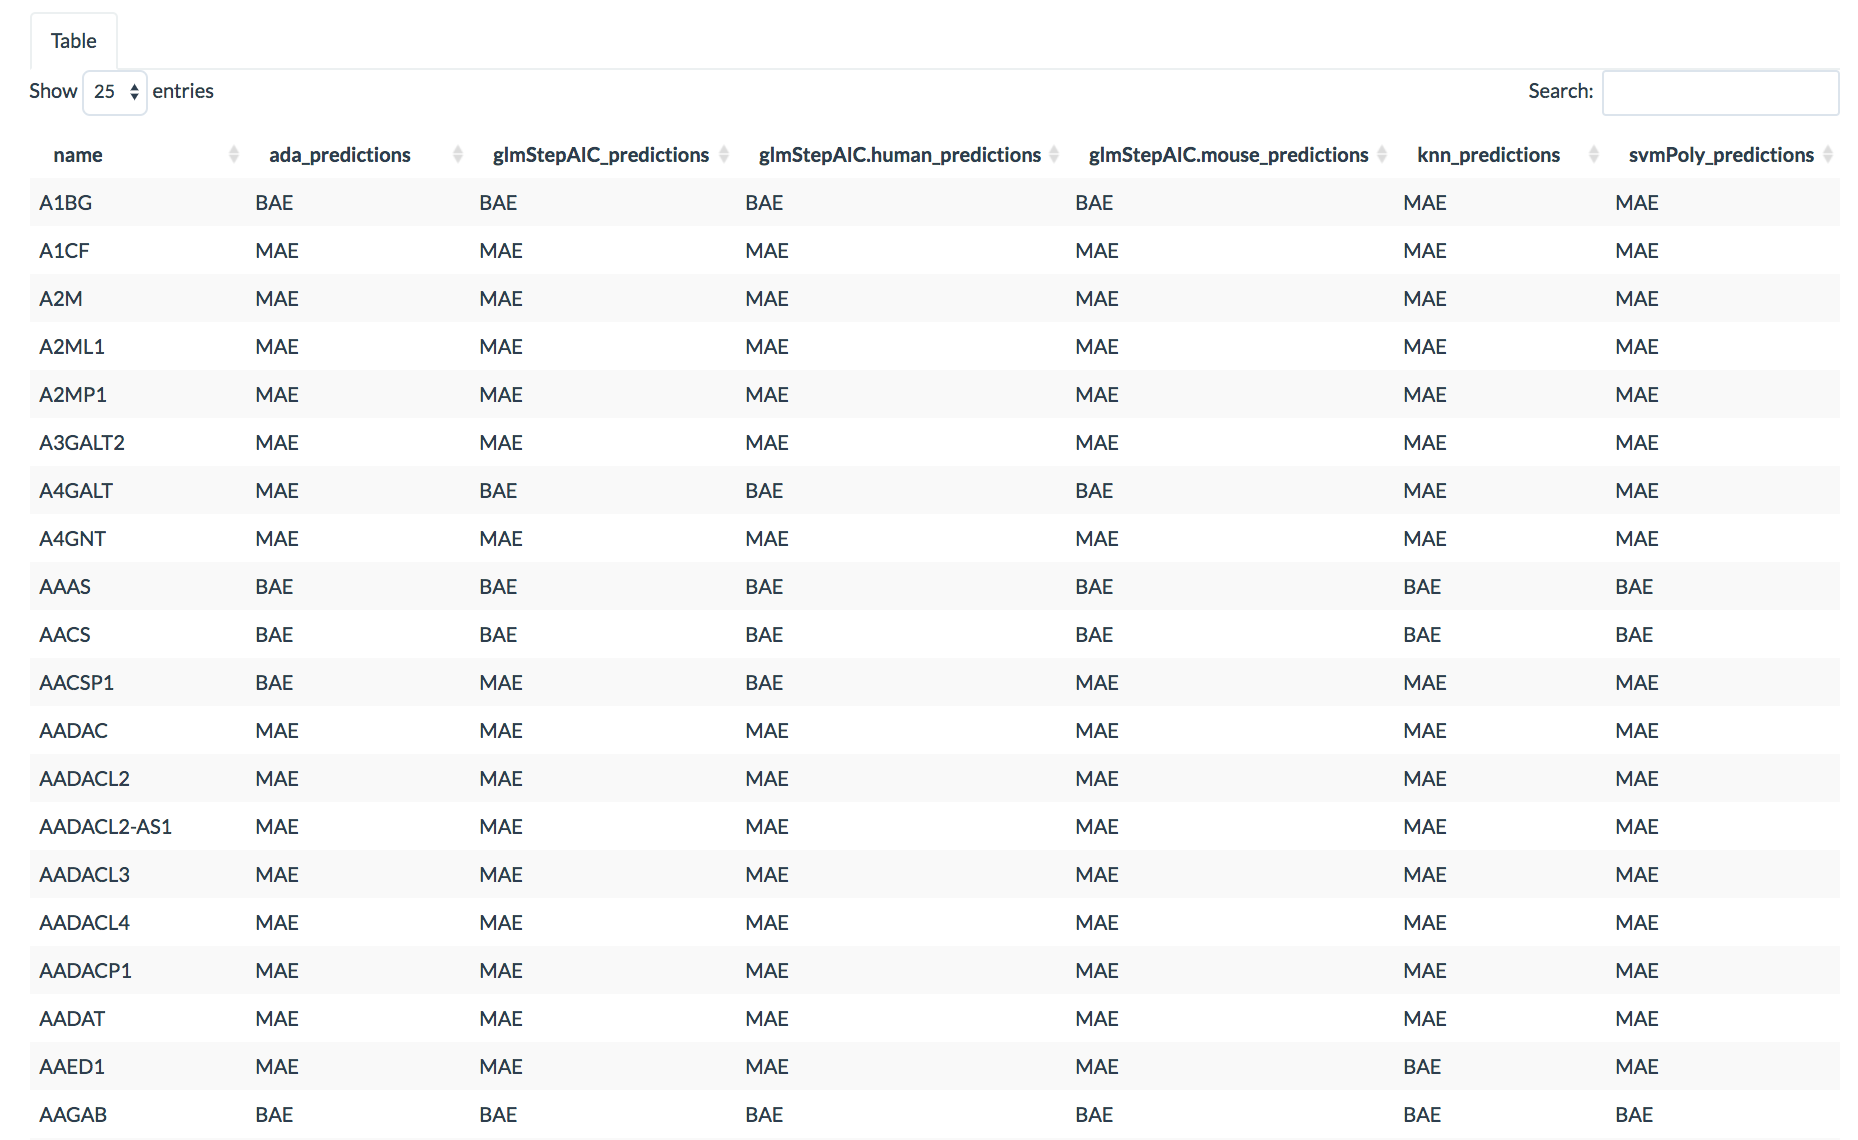 Table
Show 25 entries Search:
name ada_predictions glmStepAIC_predictions glmStepAIC.human_predictions glmStepAIC.mouse_predictions knn_predictions svmPoly_predictions
A1BG BAE BAE BAE BAE MAE MAE
A1CF MAE MAE MAE MAE MAE MAE
A2M MAE MAE MAE MAE MAE MAE
A2ML1 MAE MAE MAE MAE MAE MAE
A2MP1 MAE MAE MAE MAE MAE MAE
A3GALT2 MAE MAE MAE MAE MAE MAE
A4GALT MAE BAE BAE BAE MAE MAE
A4GNT MAE MAE MAE MAE MAE MAE
AAAS BAE BAE BAE BAE BAE BAE
AACS BAE BAE BAE BAE BAE BAE
AACSP1 BAE MAE BAE MAE MAE MAE
AADAC MAE MAE MAE MAE MAE MAE
AADACL2 MAE MAE MAE MAE MAE MAE
AADACL2-AS1 MAE MAE MAE MAE MAE MAE
AADACL3 MAE MAE MAE MAE MAE MAE
AADACL4 MAE MAE MAE MAE MAE MAE
AADACP1 MAE MAE MAE MAE MAE MAE
AADAT MAE MAE MAE MAE MAE MAE
AAED1 MAE MAE MAE MAE BAE MAE
AAGAB BAE BAE BAE BAE BAE BAE